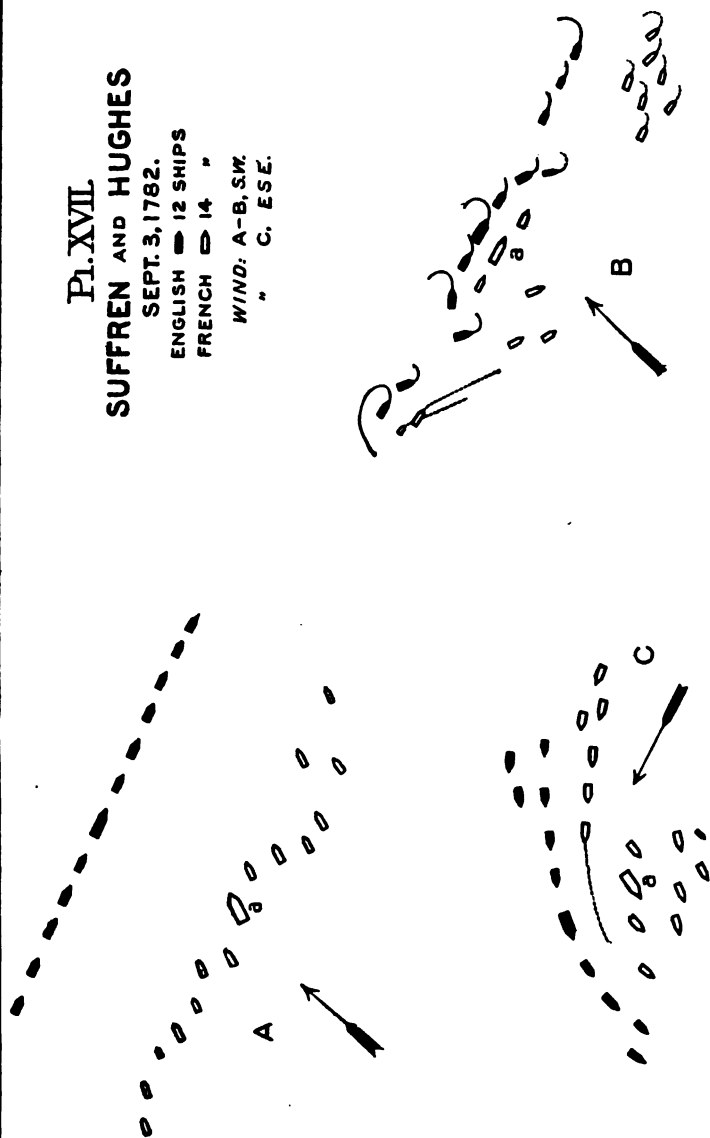 Pl. XVII.
SUFFREN AND HUGHES
SEPT. 3, 1782.
ENGLISH 12 SHIPS
FRENCH 14 "
WIND: A-B, S.W.
" C, ESE.
A
a
B
a
C
a